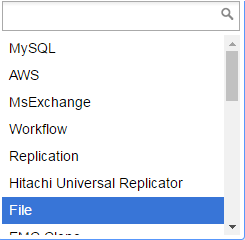 MySQL
AWS
MsExchange
Workflow
Replication
Hitachi Universal Replicator
File